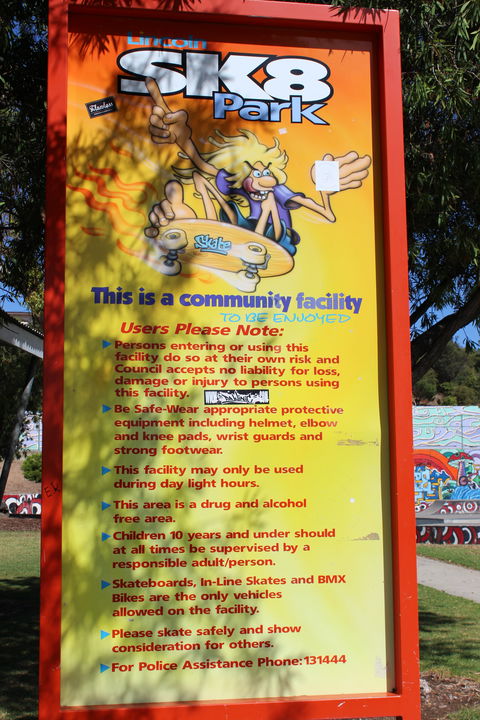 Lincoln
SK8
Park
Skate
This is a community facility
TO BE ENJOYED
Users Please Note:
Persons entering or using this
facility do so at their own risk and
Council accepts no liability for loss,
damage or injury to persons using
this facility.
Be Safe-Wear appropriate protective
equipment including helmet, elbow
and knee pads, wrist guards and
strong footwear.
This facility may only be used
during day light hours.
This area is a drug and alcohol
free area.
Children 10 years and under should
at all times be supervised by a
responsible adult/person.
Skateboards, In-Line Skates and BMX
Bikes are the only vehicles
allowed on the facility.
Please skate safely and show
consideration for others.
For Police Assistance Phone: 131444